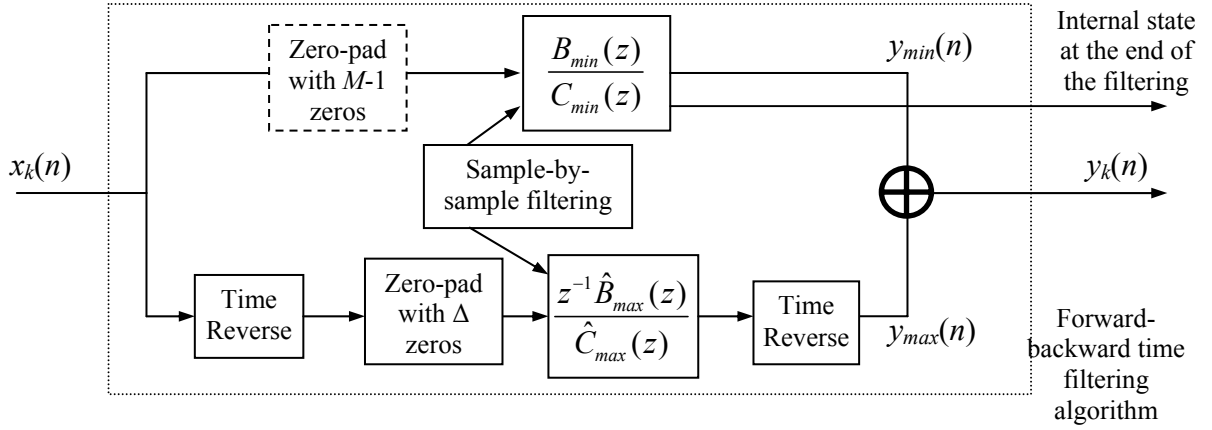 Zero-pad
with M-1
zeros
B_min(z)
C_min(z)
y_min(n)
Internal state
at the end of
the filtering
x_k(n)
Sample-by-
sample filtering
y_k(n)
Time
Reverse
Zero-pad
with Δ
zeros
z⁻¹ B̂_max(z)
Ĉ_max(z)
Time
Reverse
y_max(n)
Forward-
backward time
filtering
algorithm